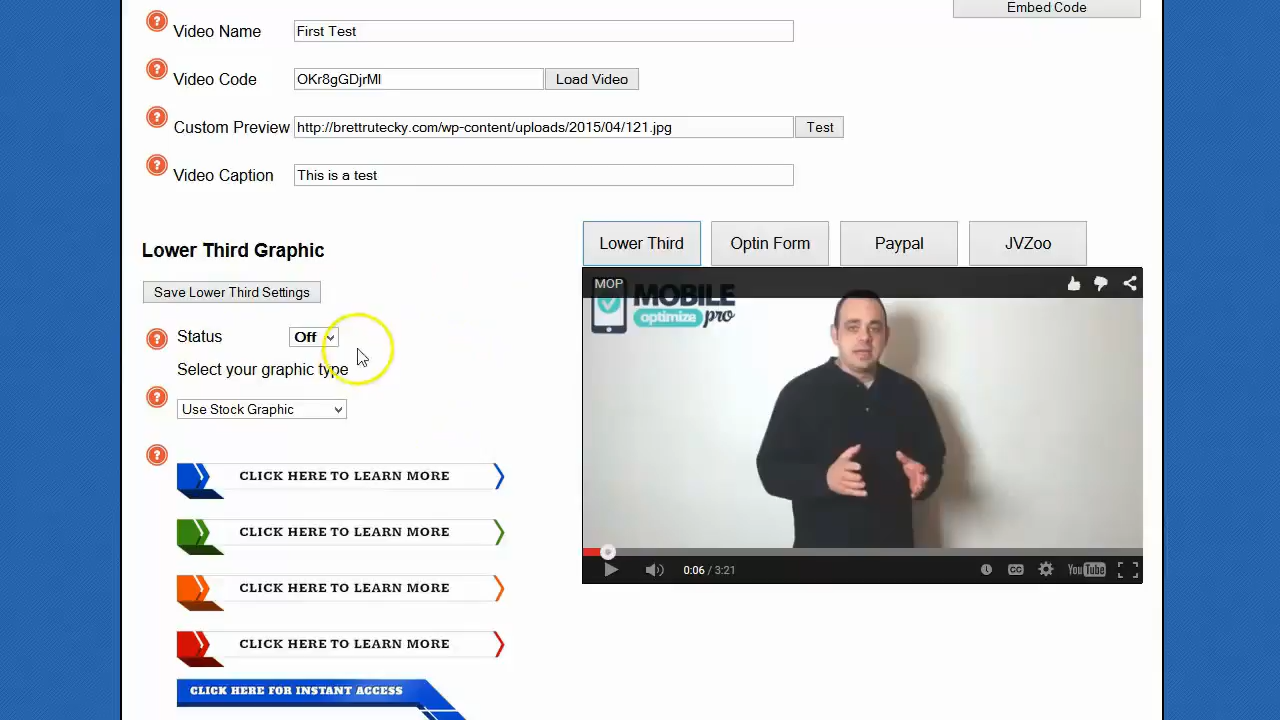 Embed Code
? Video Name First Test
? Video Code OKr8gGDjrMI Load Video
? Custom Preview http://brettrutecky.com/wp-content/uploads/2015/04/121.jpg Test
? Video Caption This is a test
Lower Third Optin Form Paypal JVZoo
Lower Third Graphic
Save Lower Third Settings
? Status Off
Select your graphic type
? Use Stock Graphic
?
CLICK HERE TO LEARN MORE
CLICK HERE TO LEARN MORE
CLICK HERE TO LEARN MORE
CLICK HERE TO LEARN MORE
CLICK HERE FOR INSTANT ACCESS
MOP
MOBILE
optimize pro
0:06 / 3:21
CC
YouTube